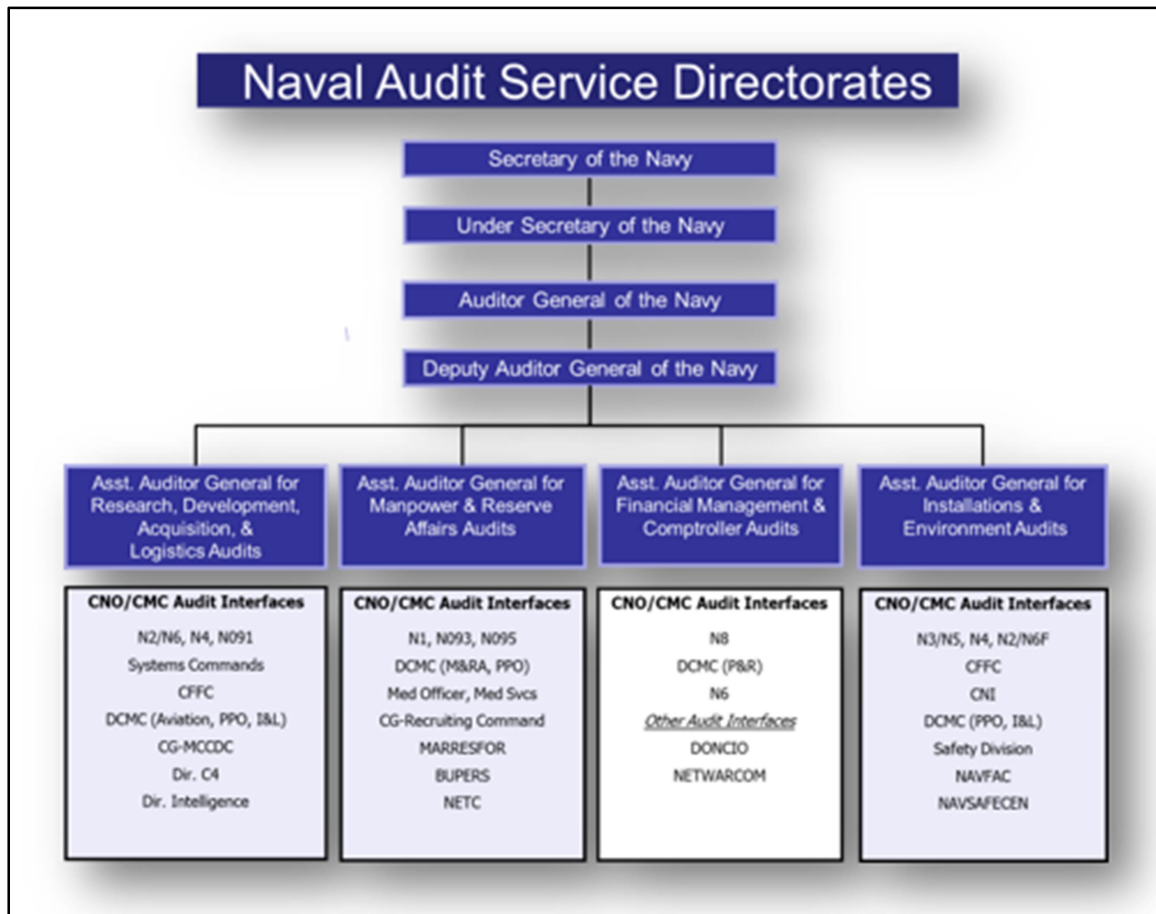 Naval Audit Service Directorates
Secretary of the Navy
Under Secretary of the Navy
Auditor General of the Navy
Deputy Auditor General of the Navy
Asst. Auditor General for
Research, Development,
Acquisition, &
Logistics Audits
CNO/CMC Audit Interfaces
N2/N6, N4, N091
Systems Commands
CFFC
DCMC (Aviation, PPO, I&L)
CG-MCCDC
Dir. C4
Dir. Intelligence
Asst. Auditor General for
Manpower & Reserve
Affairs Audits
CNO/CMC Audit Interfaces
N1, N093, N095
DCMC (M&RA, PPO)
Med Officer, Med Svcs
CG-Recruiting Command
MARRESFOR
BUPERS
NETC
Asst. Auditor General for
Financial Management &
Comptroller Audits
CNO/CMC Audit Interfaces
N8
DCMC (P&R)
N6
Other Audit Interfaces
DONCIO
NETWARCOM
Asst. Auditor General for
Installations &
Environment Audits
CNO/CMC Audit Interfaces
N3/N5, N4, N2/N6F
CFFC
CNI
DCMC (PPO, I&L)
Safety Division
NAVFAC
NAVSAFECEN